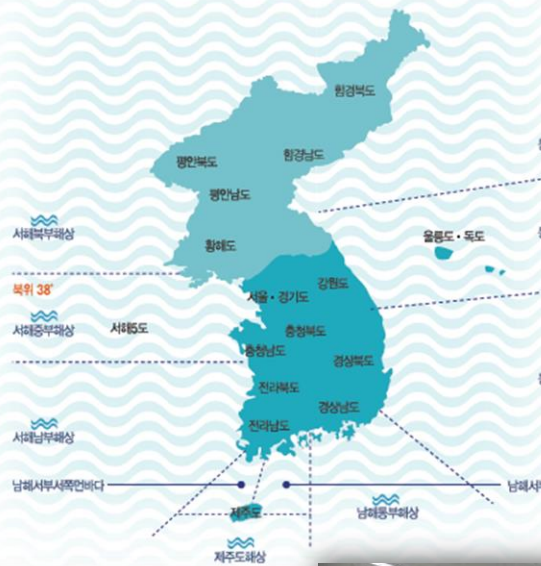 함경북도
함경남도
평안북도
평안남도
서해북부해상
황해도
울릉도・독도
북위 38°
강원도
서울・경기도
서해중부해상
서해5도
충청북도
충청남도
경상북도
전라북도
경상남도
전라남도
서해남부해상
남해서부서쪽먼바다
제주도
남해동부해상
제주도해상